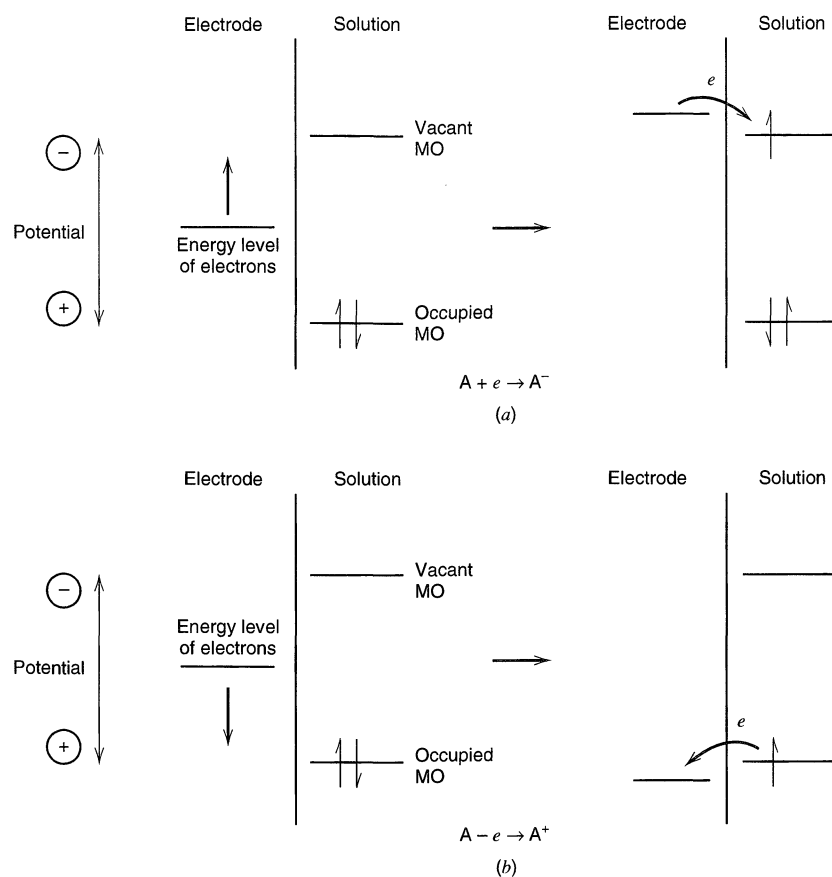 Electrode Solution Electrode Solution
e
Vacant
MO
−
Potential
Energy level
of electrons
+
Occupied
MO
A + e → A⁻
(a)
Electrode Solution Electrode Solution
Vacant
MO
−
Energy level
of electrons
Potential
e
+
Occupied
MO
A − e → A⁺
(b)